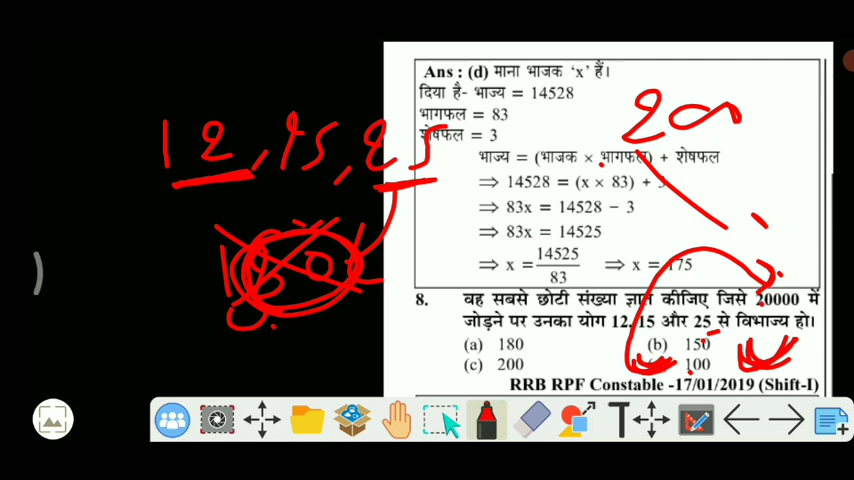 Ans : (d) माना भाजक 'x' हैं।
दिया है- भाज्य = 14528
भागफल = 83
शेषफल = 3
भाज्य = (भाजक × भागफल) + शेषफल
⇒ 14528 = (x × 83) + 3
⇒ 83x = 14528 − 3
⇒ 83x = 14525
⇒ x = 14525/83 ⇒ x = 175
12, 15, 25
8. वह सबसे छोटी संख्या ज्ञात कीजिए जिसे 20000 में
जोड़ने पर उनका योग 12, 15 और 25 से विभाज्य हो।
(a) 180 (b) 150
(c) 200 100
RRB RPF Constable -17/01/2019 (Shift-I)